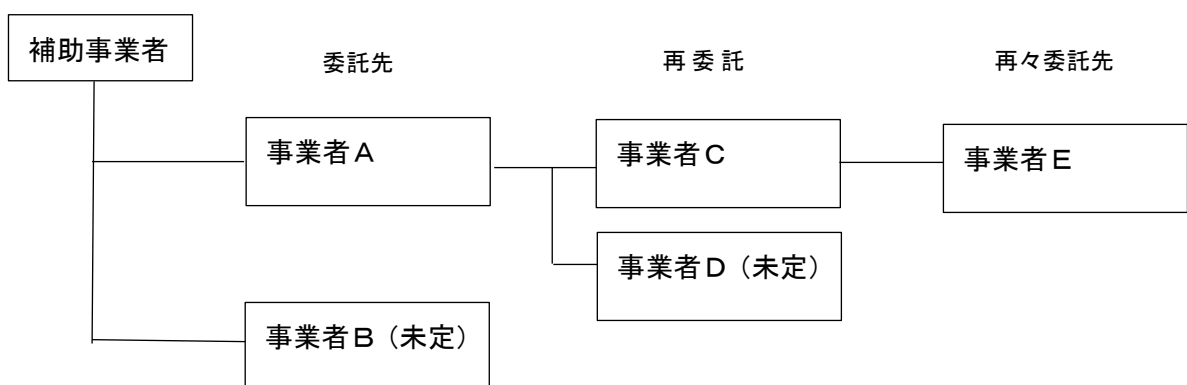 補助事業者
委託先
再委託
再々委託先
事業者A
事業者C
事業者E
事業者D（未定）
事業者B（未定）